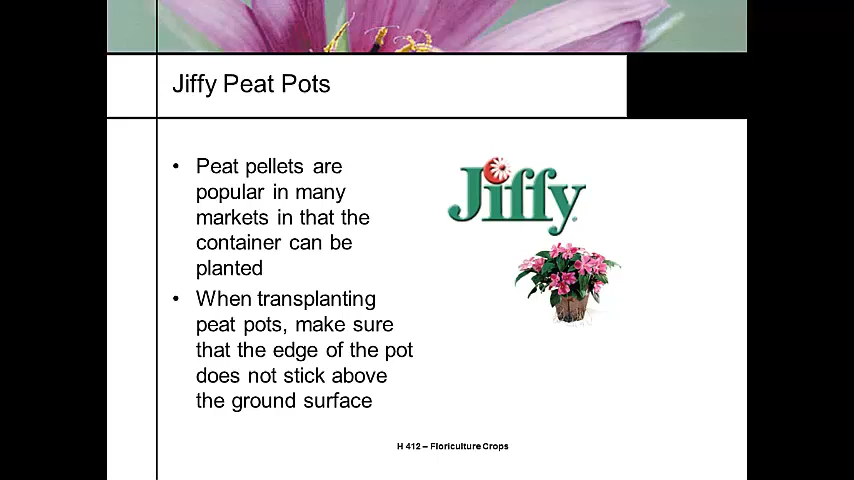 Jiffy Peat Pots
• Peat pellets are
popular in many
markets in that the
container can be
planted
• When transplanting
peat pots, make sure
that the edge of the pot
does not stick above
the ground surface
Jiffy
H 412 – Floriculture Crops